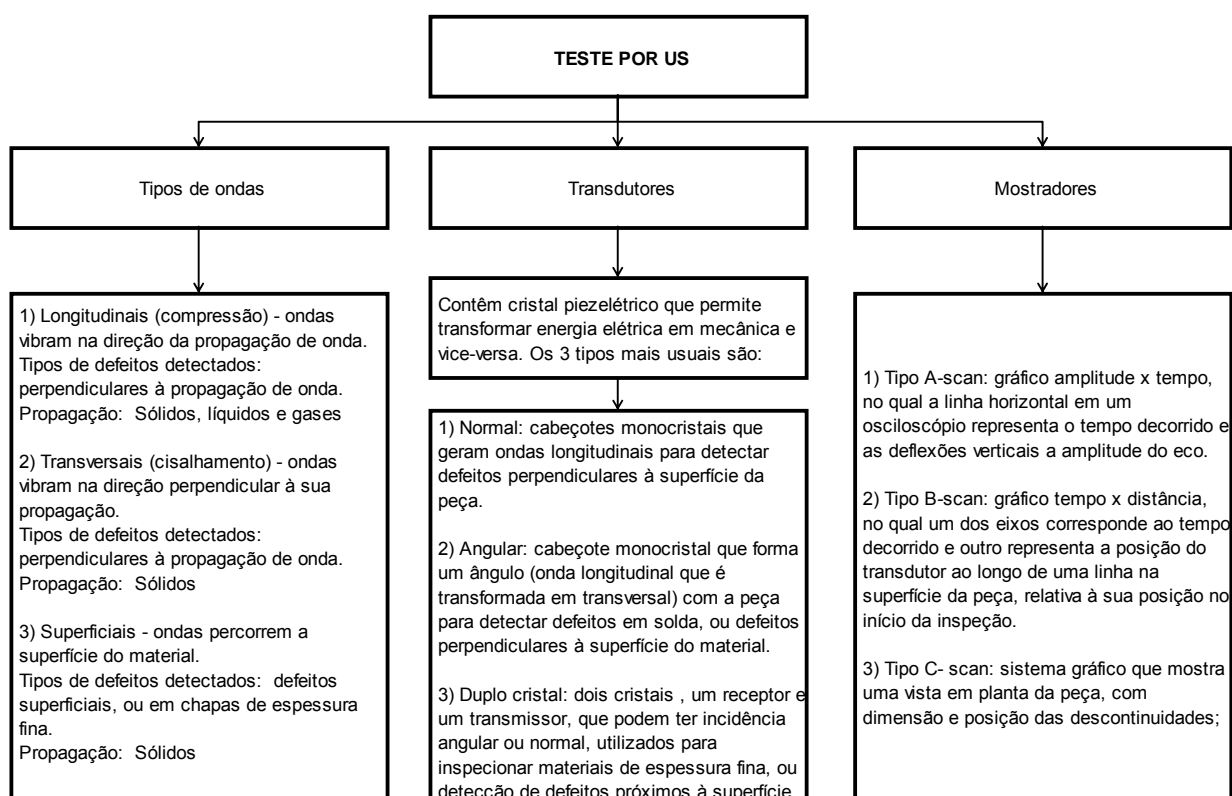 TESTE POR US
Tipos de ondas
Transdutores
Mostradores
1) Longitudinais (compressão) - ondas
vibram na direção da propagação de onda.
Tipos de defeitos detectados:
perpendiculares à propagação de onda.
Propagação: Sólidos, líquidos e gases
2) Transversais (cisalhamento) - ondas
vibram na direção perpendicular à sua
propagação.
Tipos de defeitos detectados:
perpendiculares à propagação de onda.
Propagação: Sólidos
3) Superficiais - ondas percorrem a
superfície do material.
Tipos de defeitos detectados: defeitos
superficiais, ou em chapas de espessura
fina.
Propagação: Sólidos
Contêm cristal piezelétrico que permite
transformar energia elétrica em mecânica e
vice-versa. Os 3 tipos mais usuais são:
1) Normal: cabeçotes monocristais que
geram ondas longitudinais para detectar
defeitos perpendiculares à superfície da
peça.
2) Angular: cabeçote monocristal que forma
um ângulo (onda longitudinal que é
transformada em transversal) com a peça
para detectar defeitos em solda, ou defeitos
perpendiculares à superfície do material.
3) Duplo cristal: dois cristais , um receptor e
um transmissor, que podem ter incidência
angular ou normal, utilizados para
inspecionar materiais de espessura fina, ou
detecção de defeitos próximos à superfície
1) Tipo A-scan: gráfico amplitude x tempo,
no qual a linha horizontal em um
osciloscópio representa o tempo decorrido e
as deflexões verticais a amplitude do eco.
2) Tipo B-scan: gráfico tempo x distância,
no qual um dos eixos corresponde ao tempo
decorrido e outro representa a posição do
transdutor ao longo de uma linha na
superfície da peça, relativa à sua posição no
início da inspeção.
3) Tipo C- scan: sistema gráfico que mostra
uma vista em planta da peça, com
dimensão e posição das descontinuidades;